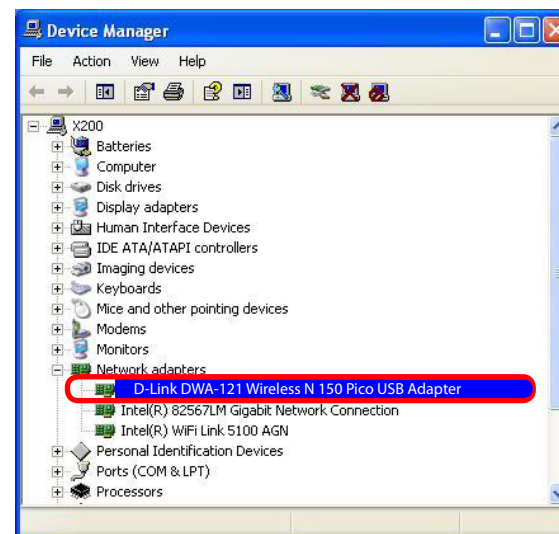 Device Manager
File Action View Help
X200
Batteries
Computer
Disk drives
Display adapters
Human Interface Devices
IDE ATA/ATAPI controllers
Imaging devices
Keyboards
Mice and other pointing devices
Modems
Monitors
Network adapters
D-Link DWA-121 Wireless N 150 Pico USB Adapter
Intel(R) 82567LM Gigabit Network Connection
Intel(R) WiFi Link 5100 AGN
Personal Identification Devices
Ports (COM & LPT)
Processors